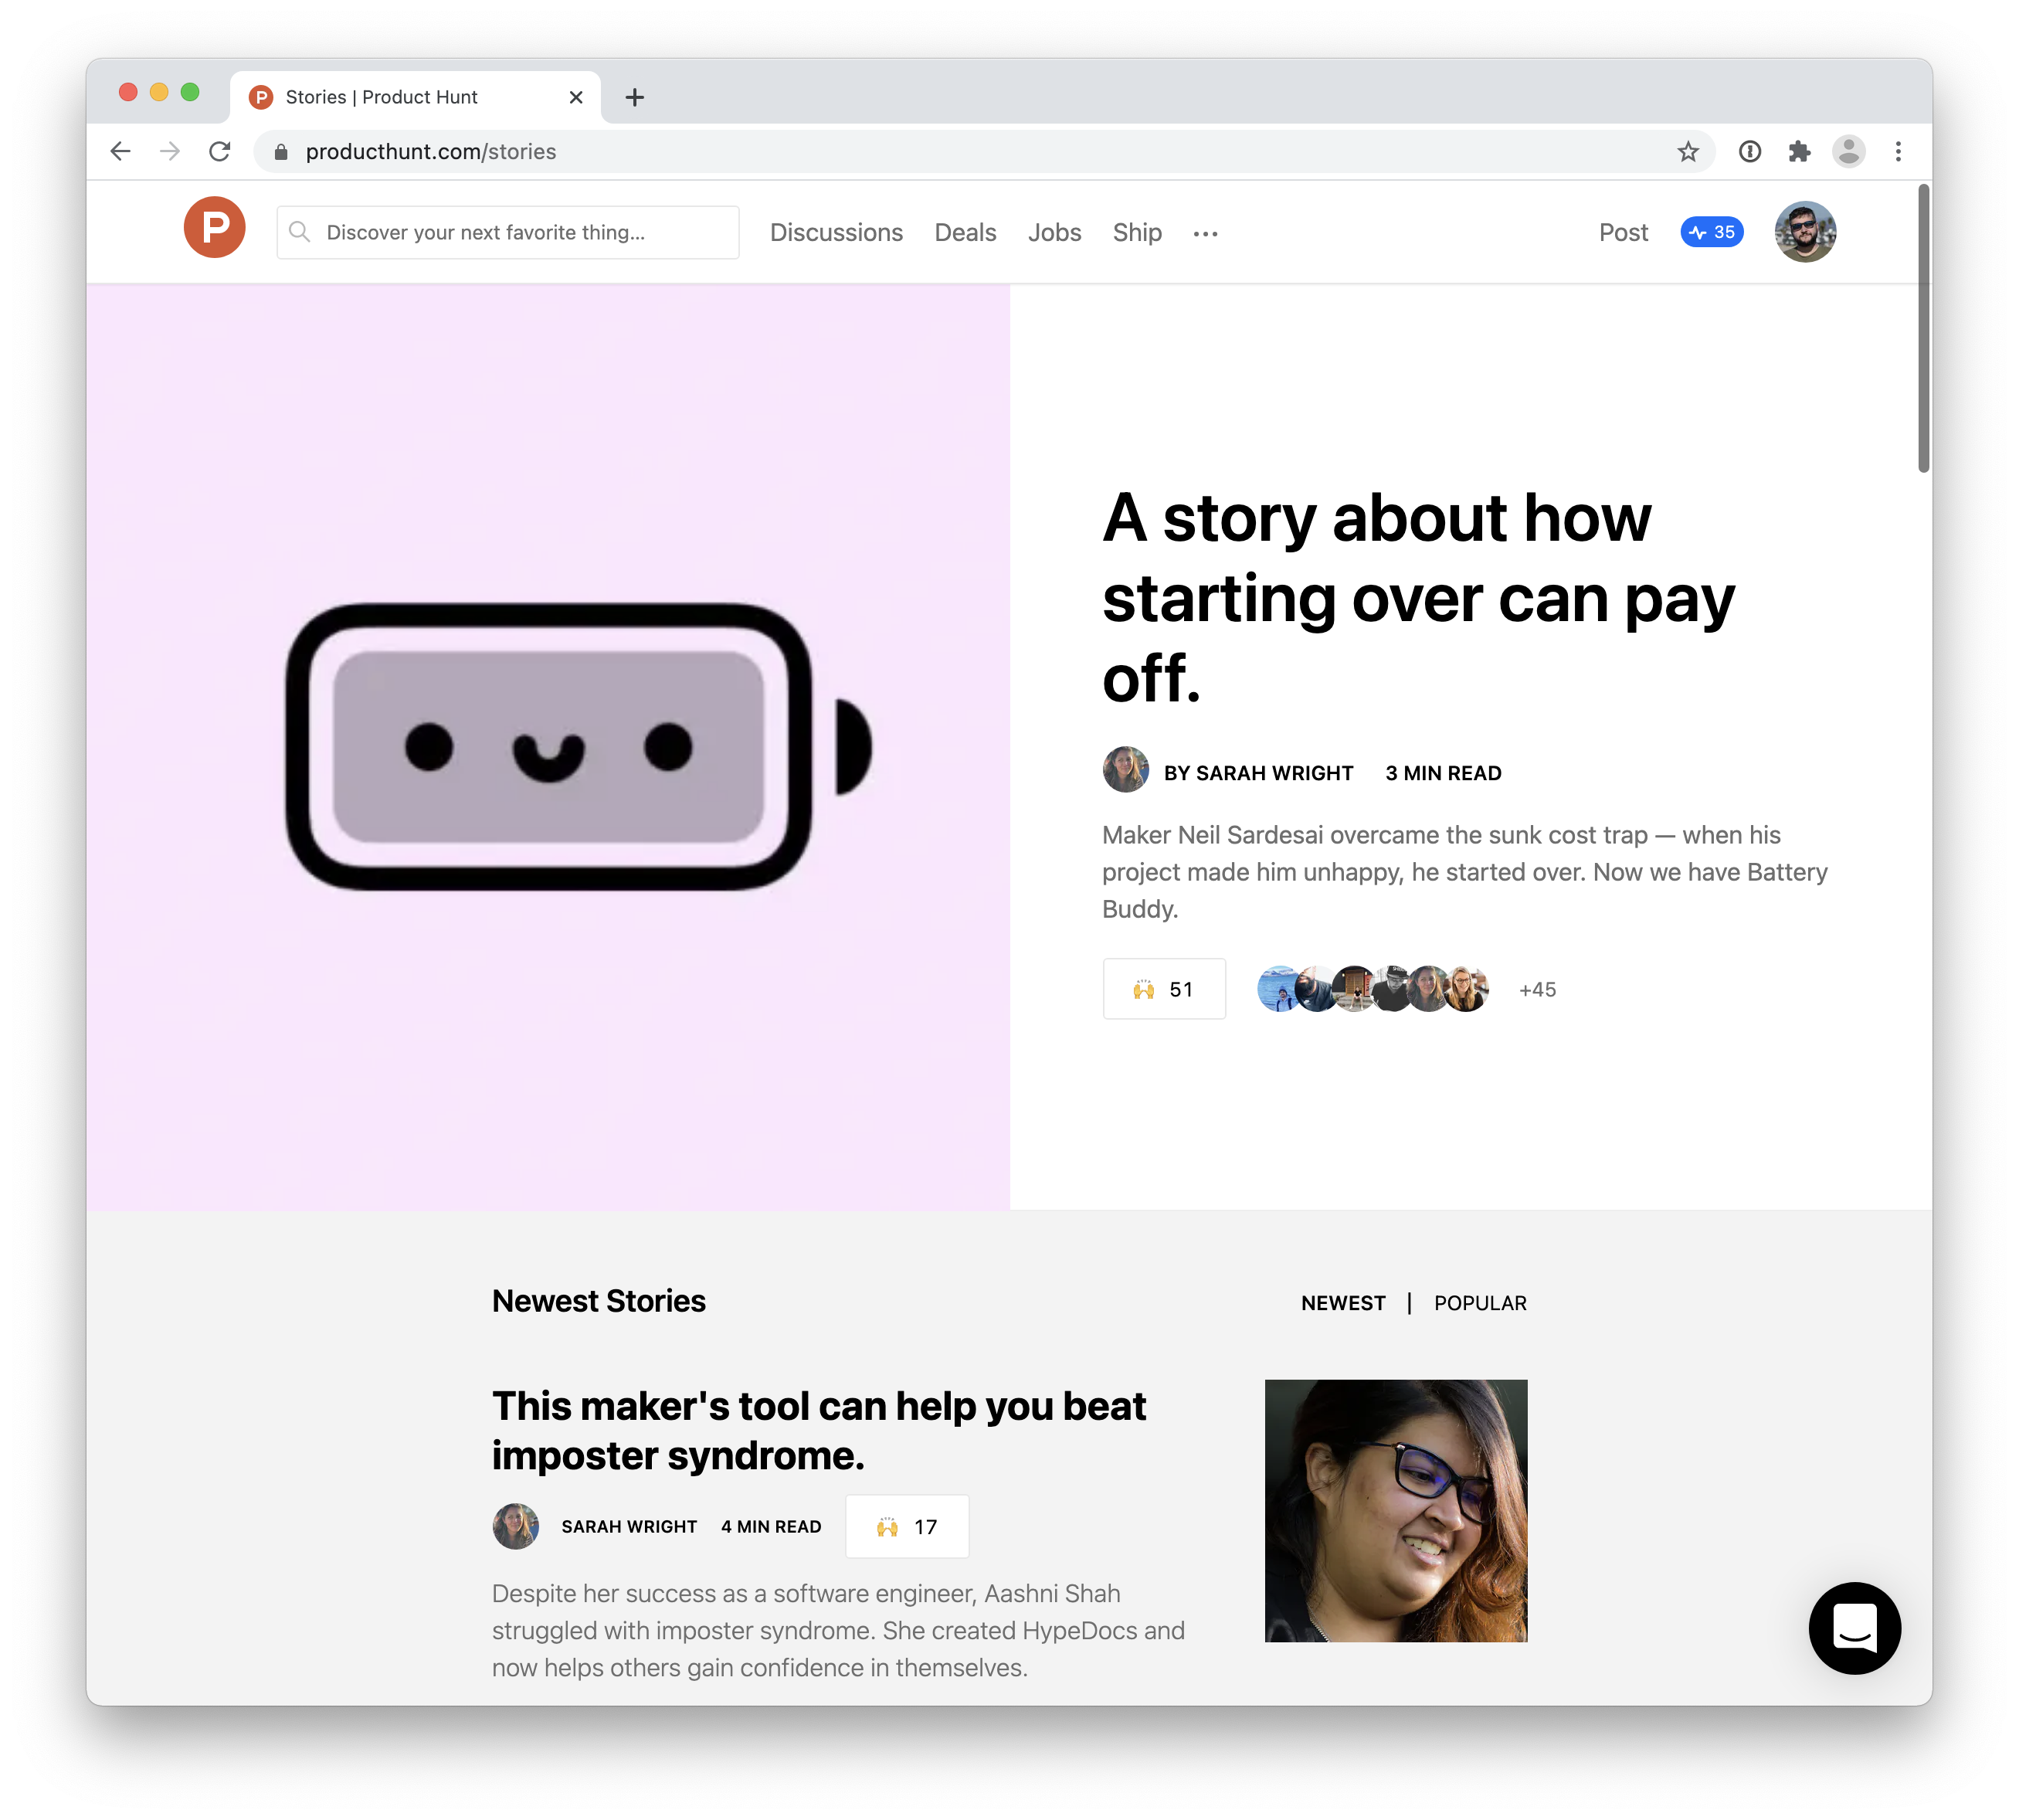 Stories | Product Hunt
producthunt.com/stories
P
Discover your next favorite thing...
Discussions
Deals
Jobs
Ship
Post
35
A story about how
starting over can pay
off.
BY SARAH WRIGHT 3 MIN READ
Maker Neil Sardesai overcame the sunk cost trap — when his
project made him unhappy, he started over. Now we have Battery
Buddy.
51
+45
Newest Stories
NEWEST | POPULAR
This maker's tool can help you beat
imposter syndrome.
SARAH WRIGHT 4 MIN READ 17
Despite her success as a software engineer, Aashni Shah
struggled with imposter syndrome. She created HypeDocs and
now helps others gain confidence in themselves.